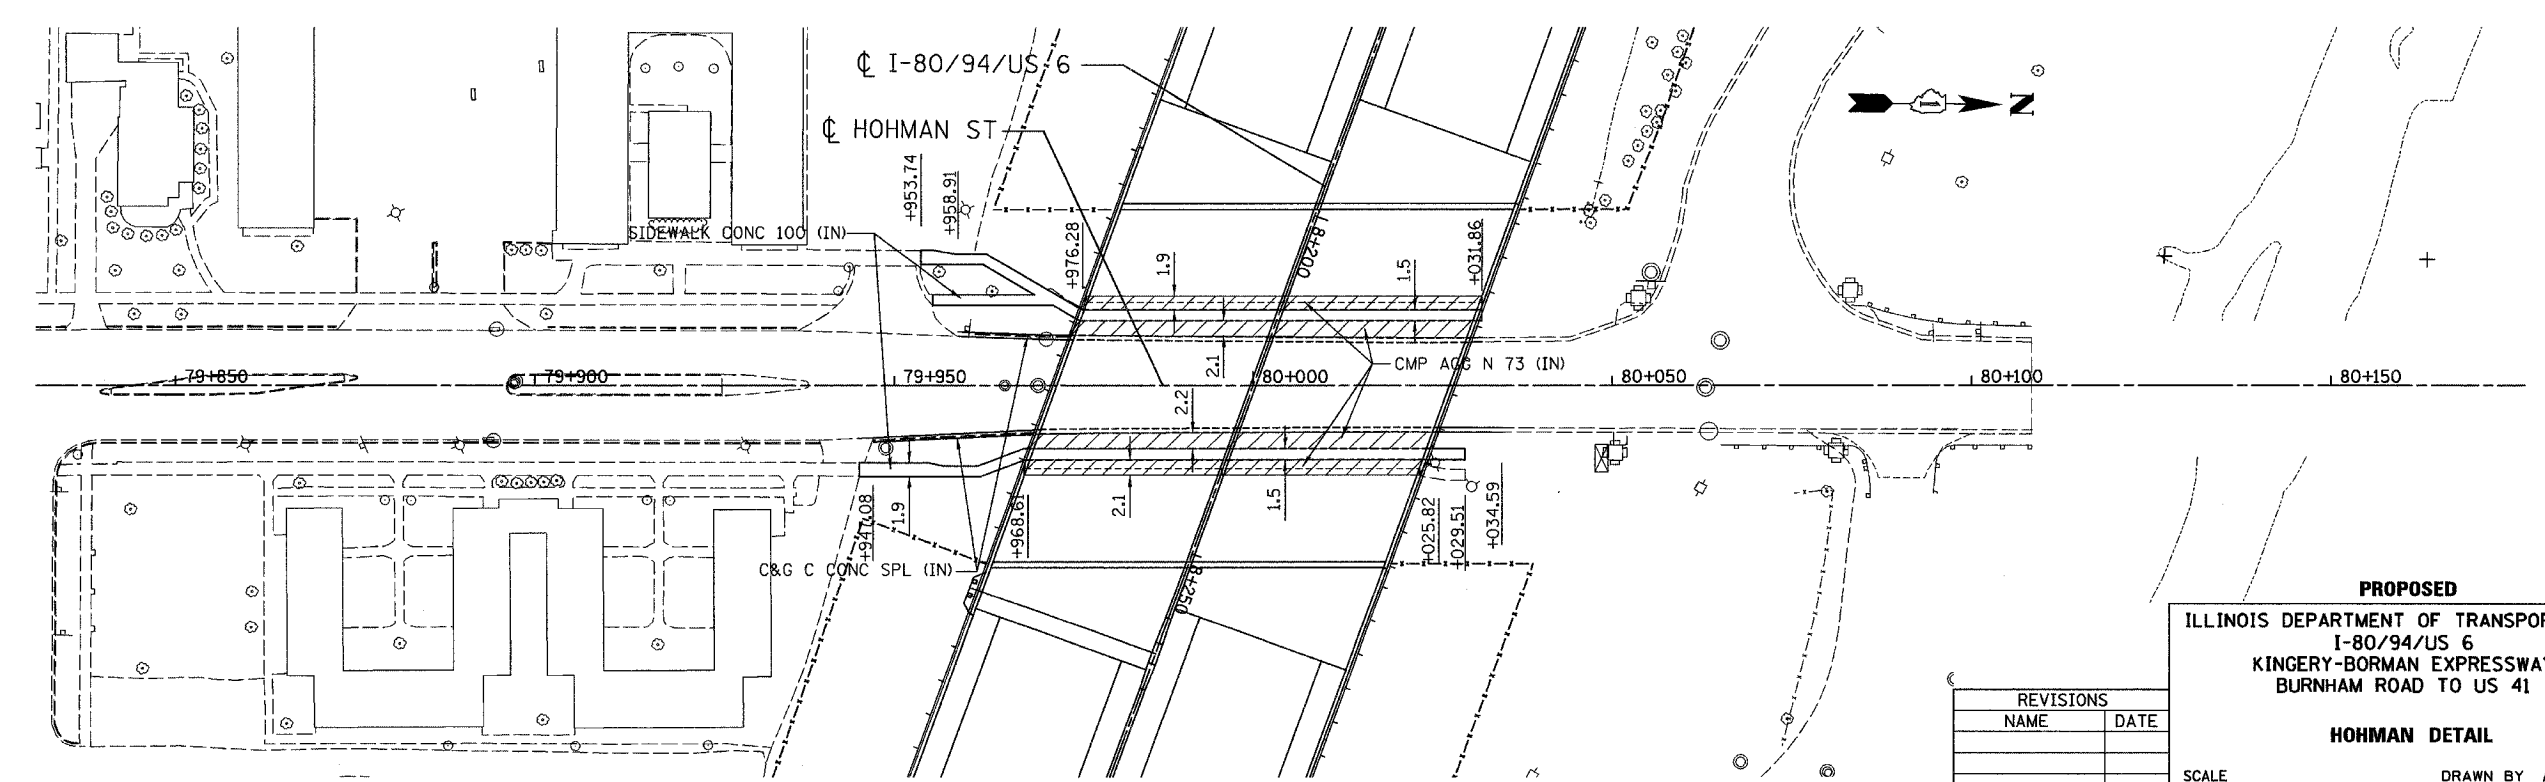 ℄ I-80/94/US 6
℄ HOHMAN ST
N
+953.74
+958.91
+976.28
+031.86
SIDEWALK CONC 100 (IN)
1.9
1.5
8+200
2.1
CMP AGG N 73 (IN)
79+850
79+900
79+950
80+000
80+050
80+100
80+150
2.2
+947.08
1.9
+968.61
2.1
1.5
+025.82
+029.51
+034.59
C&G C CONC SPL (IN)
8+250
PROPOSED
ILLINOIS DEPARTMENT OF TRANSPOR
I-80/94/US 6
KINGERY-BORMAN EXPRESSWA
BURNHAM ROAD TO US 41
HOHMAN DETAIL
REVISIONS
NAME DATE
SCALE DRAWN BY